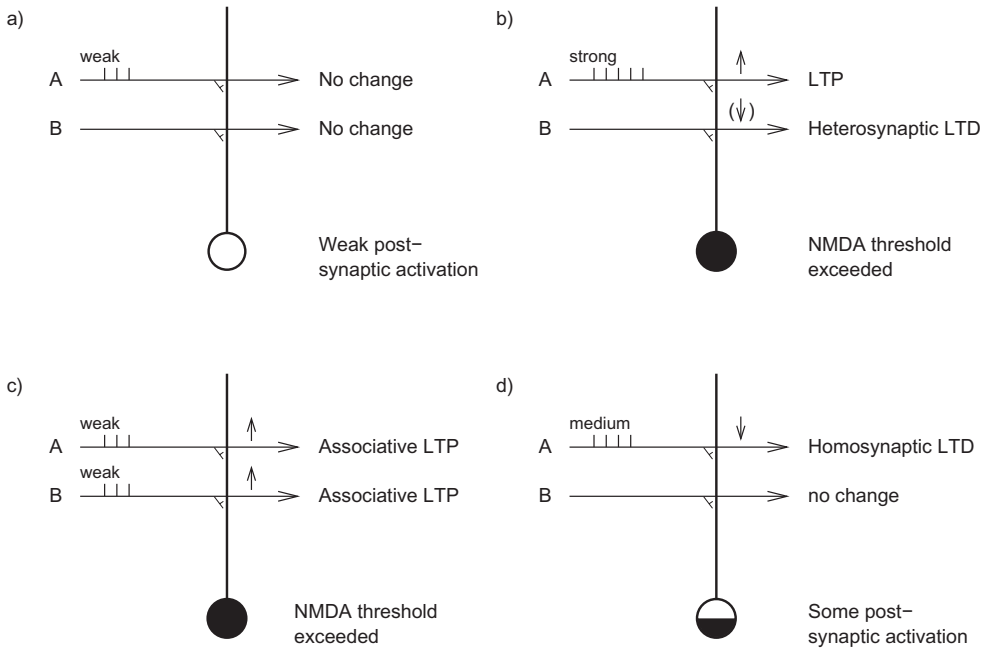 a)
weak
A No change
B No change
Weak post−
synaptic activation
b)
strong
A LTP
(↓)
B Heterosynaptic LTD
NMDA threshold
exceeded
c)
weak
A Associative LTP
weak
B Associative LTP
NMDA threshold
exceeded
d)
medium
A Homosynaptic LTD
B no change
Some post−
synaptic activation